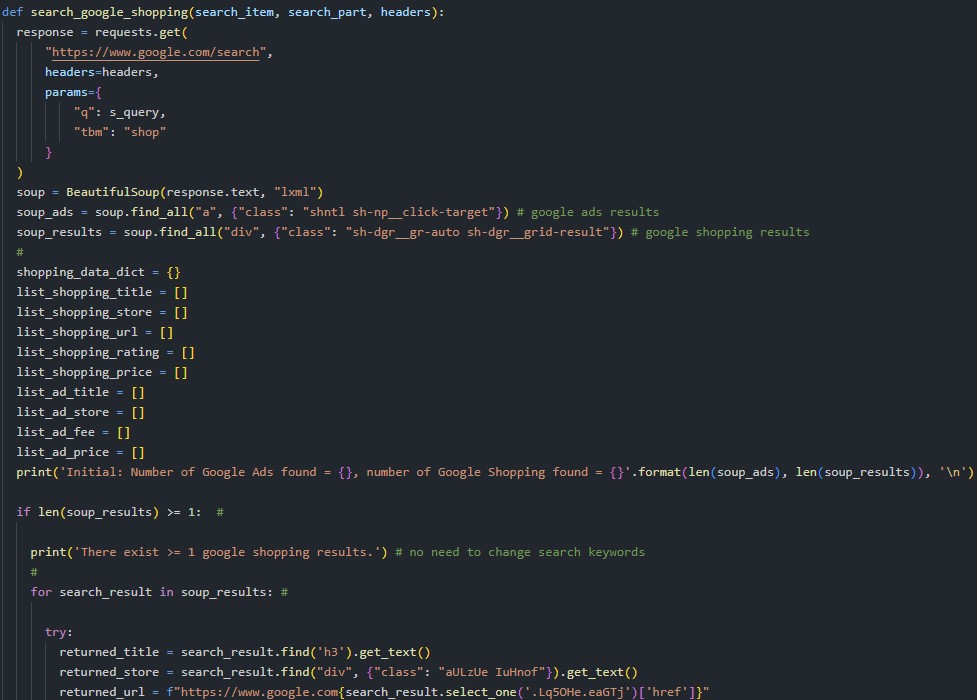 def search_google_shopping(search_item, search_part, headers):
response = requests.get(
"https://www.google.com/search",
headers=headers,
params={
"q": s_query,
"tbm": "shop"
}
)
soup = BeautifulSoup(response.text, "lxml")
soup_ads = soup.find_all("a", {"class": "shntl sh-np__click-target"}) # google ads results
soup_results = soup.find_all("div", {"class": "sh-dgr__gr-auto sh-dgr__grid-result"}) # google shopping results
#
shopping_data_dict = {}
list_shopping_title = []
list_shopping_store = []
list_shopping_url = []
list_shopping_rating = []
list_shopping_price = []
list_ad_title = []
list_ad_store = []
list_ad_fee = []
list_ad_price = []
print('Initial: Number of Google Ads found = {}, number of Google Shopping found = {}'.format(len(soup_ads), len(soup_results)), '\n')
if len(soup_results) >= 1:  #
print('There exist >= 1 google shopping results.') # no need to change search keywords
#
for search_result in soup_results: #
try:
returned_title = search_result.find('h3').get_text()
returned_store = search_result.find("div", {"class": "aULzUe IuHnof"}).get_text()
returned_url = f"https://www.google.com{search_result.select_one('.Lq5OHe.eaGTj')['href']}"